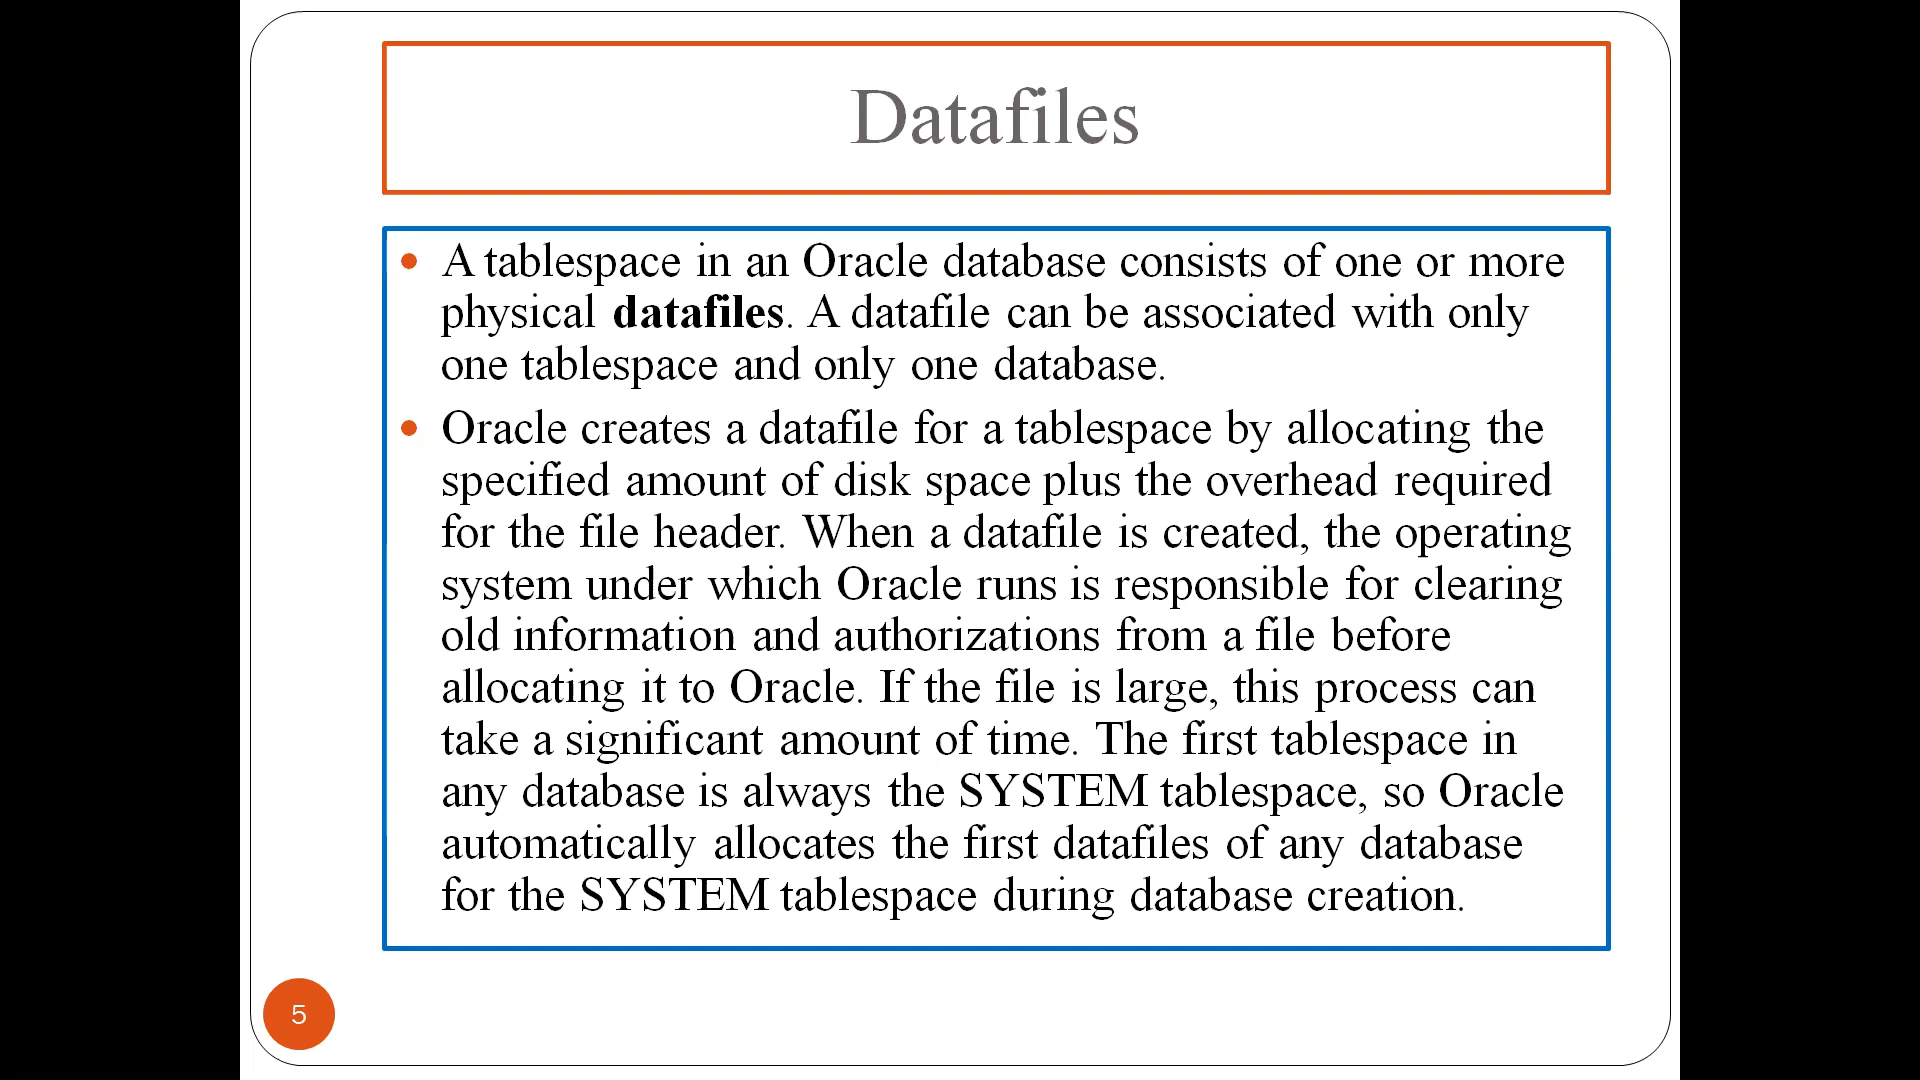 Datafiles
• A tablespace in an Oracle database consists of one or more
physical datafiles. A datafile can be associated with only
one tablespace and only one database.
• Oracle creates a datafile for a tablespace by allocating the
specified amount of disk space plus the overhead required
for the file header. When a datafile is created, the operating
system under which Oracle runs is responsible for clearing
old information and authorizations from a file before
allocating it to Oracle. If the file is large, this process can
take a significant amount of time. The first tablespace in
any database is always the SYSTEM tablespace, so Oracle
automatically allocates the first datafiles of any database
for the SYSTEM tablespace during database creation.
5